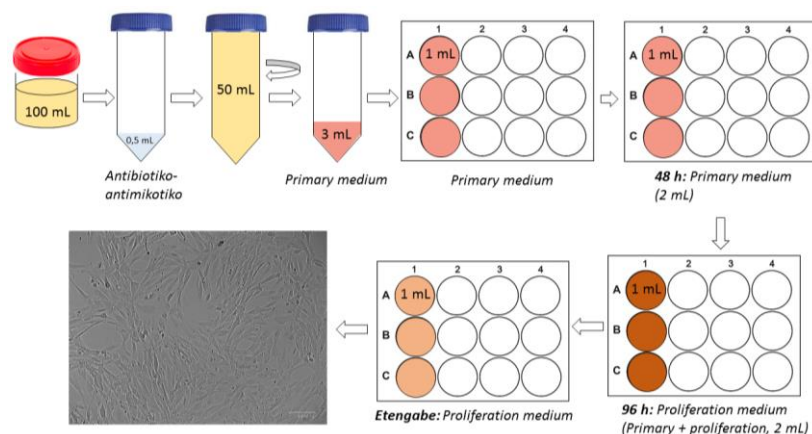 100 mL
0,5 mL
Antibiotiko-
antimikotiko
50 mL
3 mL
Primary medium
1 2 3 4
A 1 mL
B
C
Primary medium
1 2 3 4
A 1 mL
B
C
48 h: Primary medium
(2 mL)
1 2 3 4
A 1 mL
B
C
96 h: Proliferation medium
(Primary + proliferation, 2 mL)
1 2 3 4
A 1 mL
B
C
Etengabe: Proliferation medium